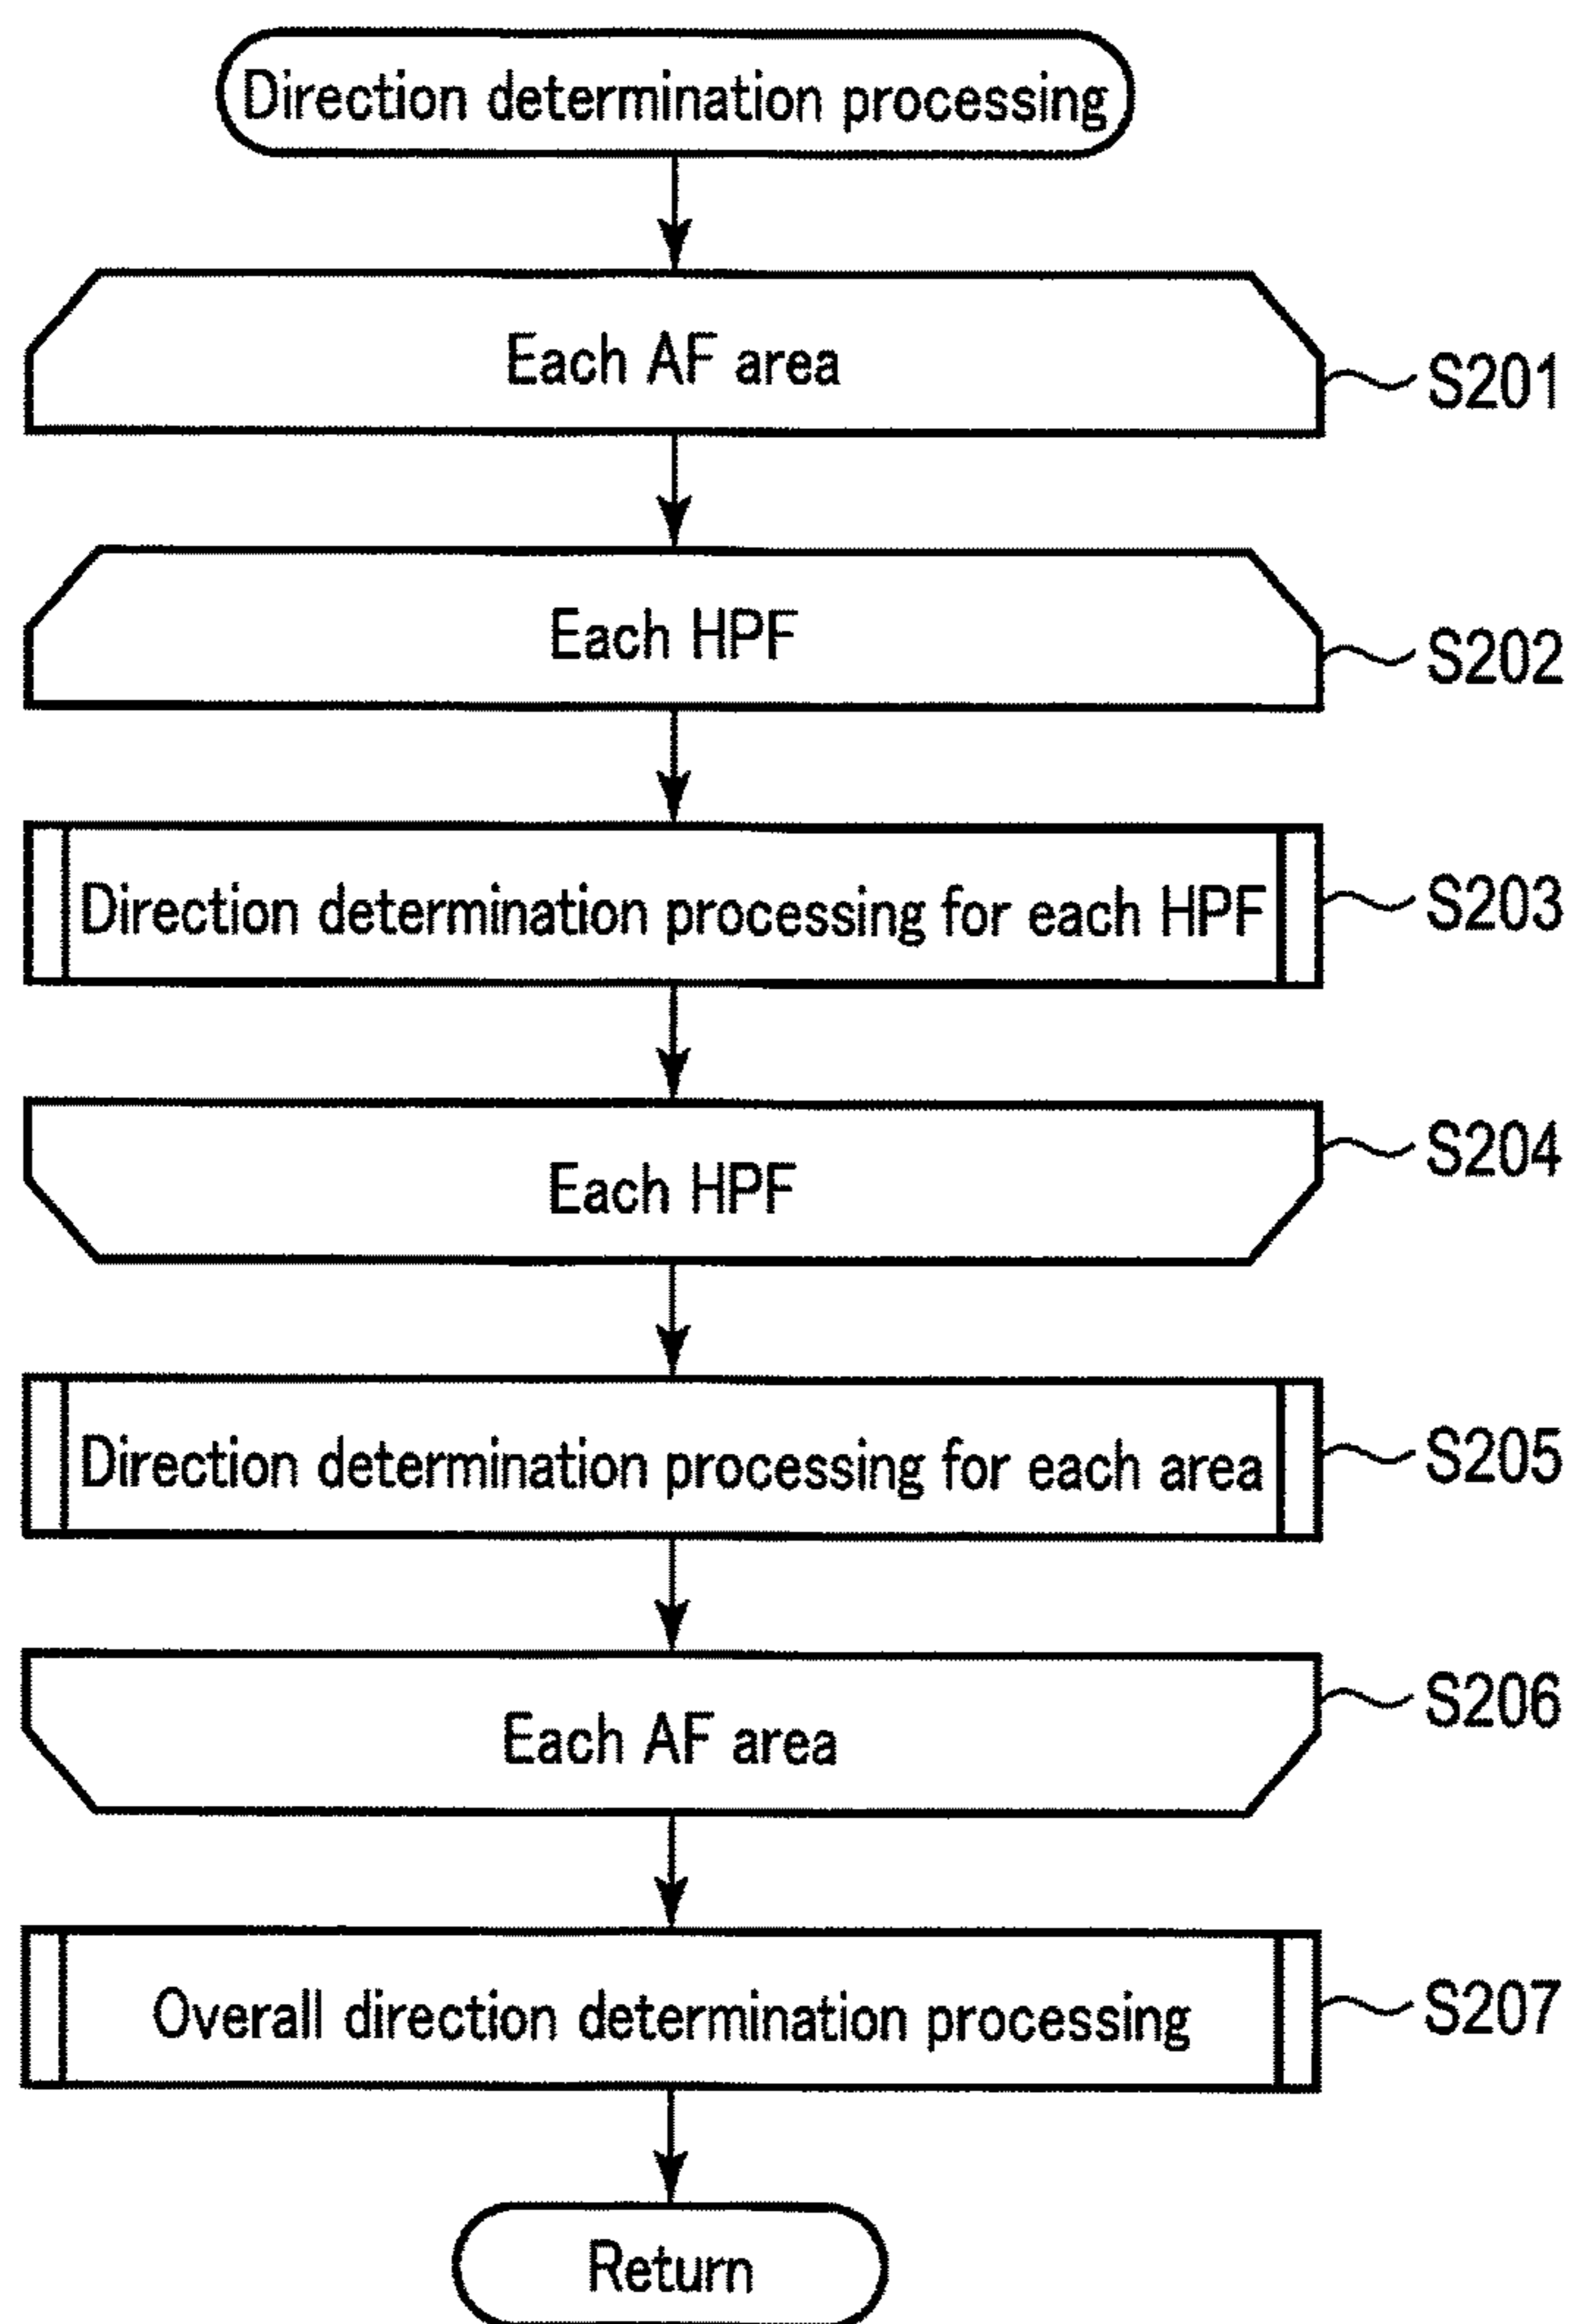 Direction determination processing
Each AF area
S201
Each HPF
S202
Direction determination processing for each HPF
S203
Each HPF
S204
Direction determination processing for each area
S205
Each AF area
S206
Overall direction determination processing
S207
Return